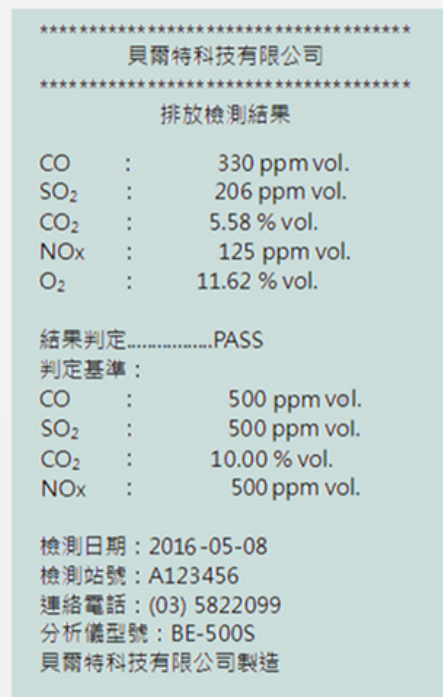 **************************************
貝爾特科技有限公司
**************************************
排放檢測結果
CO : 330 ppm vol.
SO₂ : 206 ppm vol.
CO₂ : 5.58 % vol.
NOx : 125 ppm vol.
O₂ : 11.62 % vol.
結果判定.................PASS
判定基準：
CO : 500 ppm vol.
SO₂ : 500 ppm vol.
CO₂ : 10.00 % vol.
NOx : 500 ppm vol.
檢測日期：2016-05-08
檢測站號：A123456
連絡電話：(03) 5822099
分析儀型號：BE-500S
貝爾特科技有限公司製造